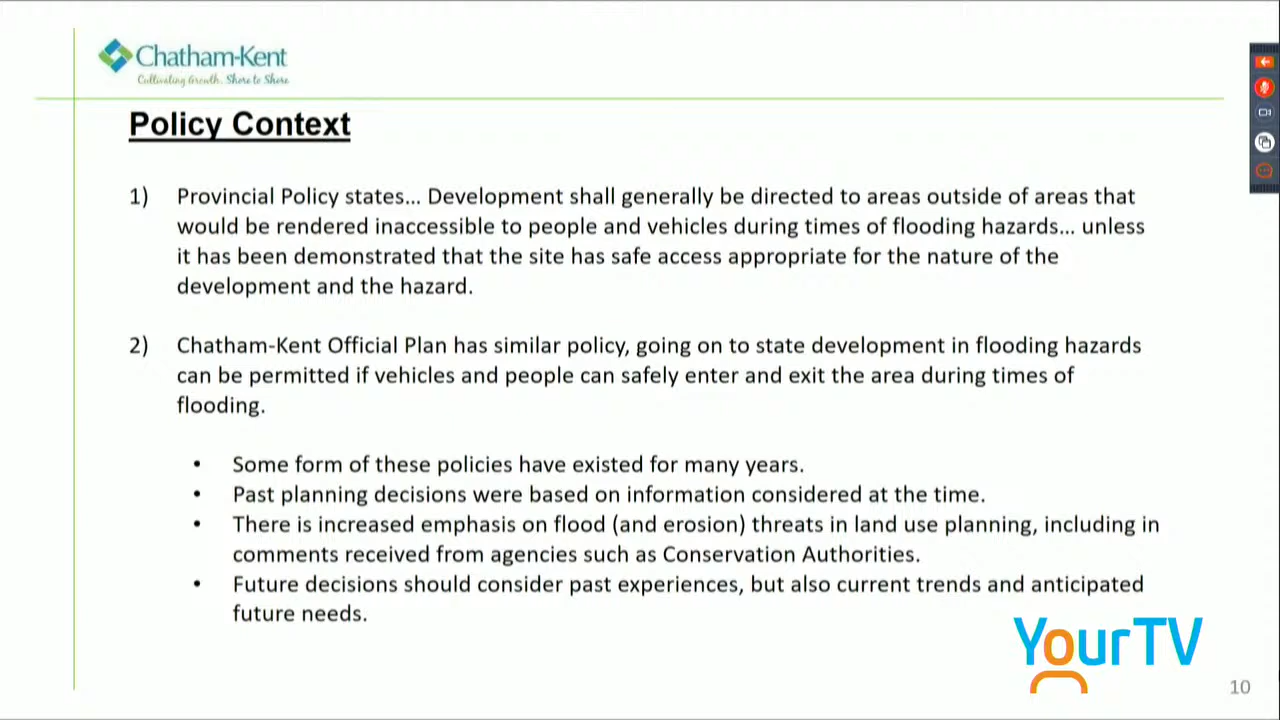 Chatham-Kent
Cultivating Growth, Shore to Shore
Policy Context
1) Provincial Policy states... Development shall generally be directed to areas outside of areas that
would be rendered inaccessible to people and vehicles during times of flooding hazards... unless
it has been demonstrated that the site has safe access appropriate for the nature of the
development and the hazard.
2) Chatham-Kent Official Plan has similar policy, going on to state development in flooding hazards
can be permitted if vehicles and people can safely enter and exit the area during times of
flooding.
• Some form of these policies have existed for many years.
• Past planning decisions were based on information considered at the time.
• There is increased emphasis on flood (and erosion) threats in land use planning, including in
comments received from agencies such as Conservation Authorities.
• Future decisions should consider past experiences, but also current trends and anticipated
future needs.
YourTV
10